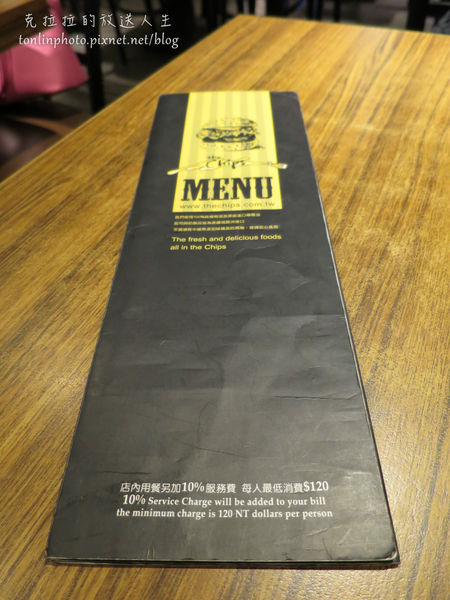 克拉拉的放送人生
tonlinphoto.pixnet.net/blog
The Chips
MENU
www.thechips.com.tw
The fresh and delicious foods
all in the Chips
店內用餐另加10%服務費 每人最低消費$120
10% Service Charge will be added to your bill
the minimum charge is 120 NT dollars per person